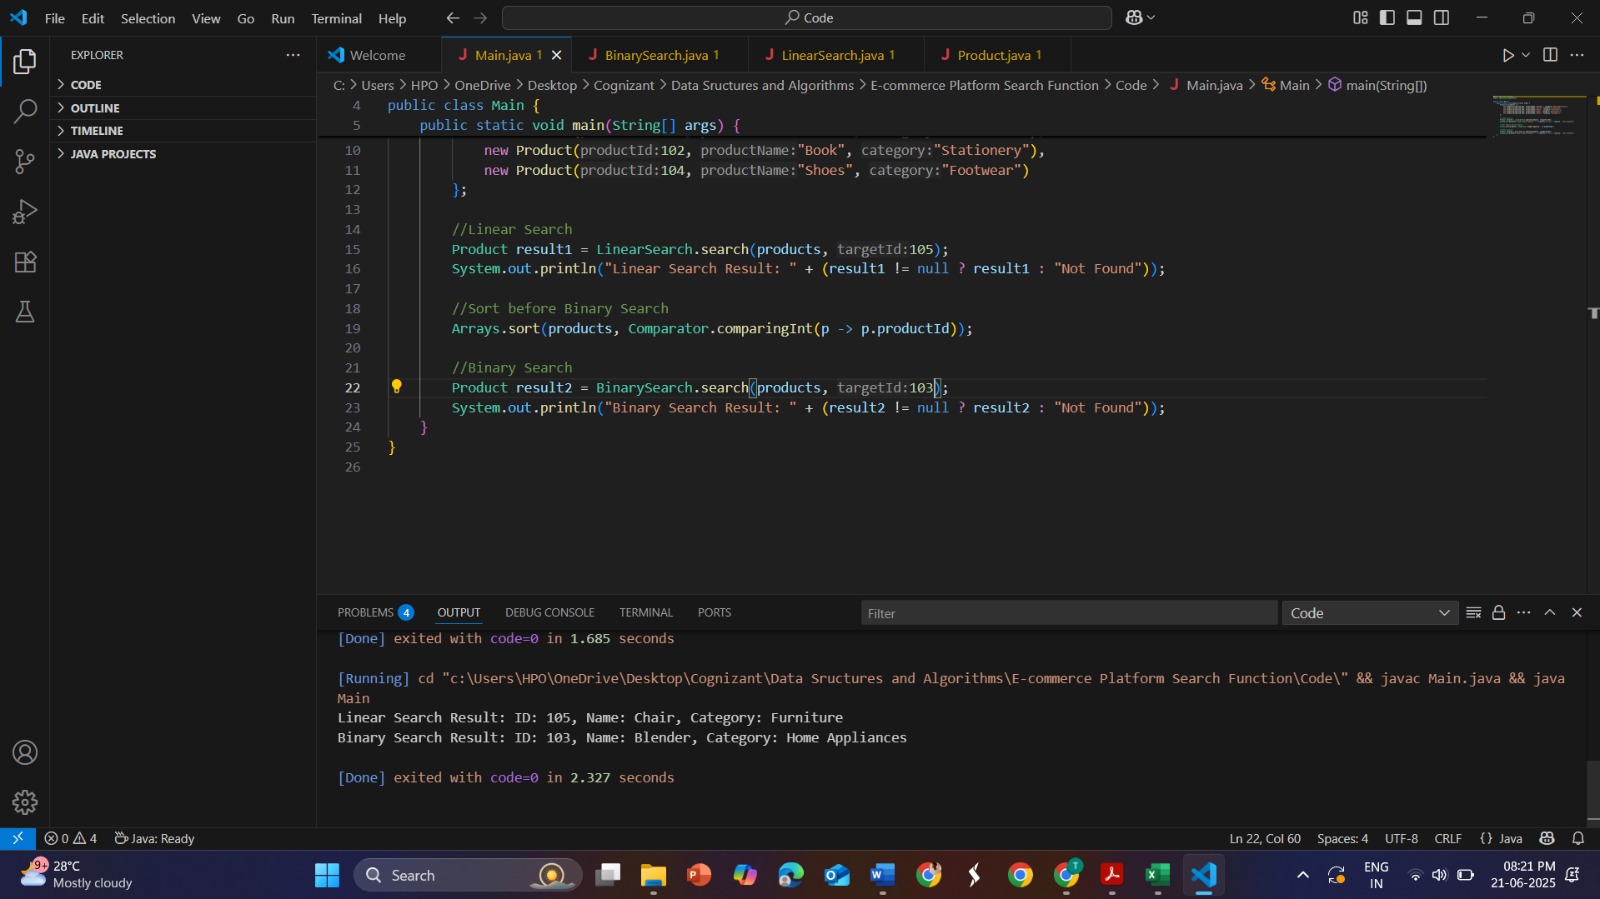 File Edit Selection View Go Run Terminal Help
Code
EXPLORER
CODE
OUTLINE
TIMELINE
JAVA PROJECTS
Welcome
Main.java 1
BinarySearch.java 1
LinearSearch.java 1
Product.java 1
C: > Users > HPO > OneDrive > Desktop > Cognizant > Data Sructures and Algorithms > E-commerce Platform Search Function > Code > Main.java > Main > main(String[])
4 public class Main {
5 public static void main(String[] args) {
10 new Product(productId:102, productName:"Book", category:"Stationery"),
11 new Product(productId:104, productName:"Shoes", category:"Footwear")
12 };
13
14 //Linear Search
15 Product result1 = LinearSearch.search(products, targetId:105);
16 System.out.println("Linear Search Result: " + (result1 != null ? result1 : "Not Found"));
17
18 //Sort before Binary Search
19 Arrays.sort(products, Comparator.comparingInt(p -> p.productId));
20
21 //Binary Search
22 Product result2 = BinarySearch.search(products, targetId:103);
23 System.out.println("Binary Search Result: " + (result2 != null ? result2 : "Not Found"));
24 }
25 }
26
PROBLEMS 4 OUTPUT DEBUG CONSOLE TERMINAL PORTS
Filter
Code
[Done] exited with code=0 in 1.685 seconds
[Running] cd "c:\Users\HPO\OneDrive\Desktop\Cognizant\Data Sructures and Algorithms\E-commerce Platform Search Function\Code\" && javac Main.java && java
Main
Linear Search Result: ID: 105, Name: Chair, Category: Furniture
Binary Search Result: ID: 103, Name: Blender, Category: Home Appliances
[Done] exited with code=0 in 2.327 seconds
0 4 Java: Ready
Ln 22, Col 60 Spaces: 4 UTF-8 CRLF {} Java
9+
28°C
Mostly cloudy
Search
ENG
IN
08:21 PM
21-06-2025